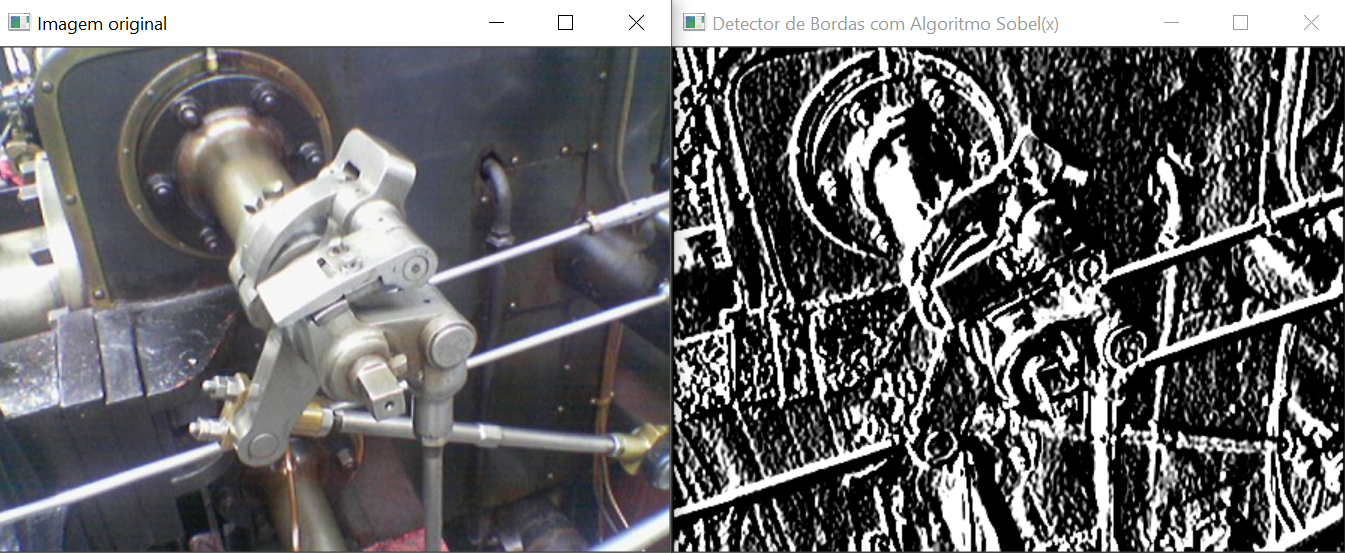 Imagem original
Detector de Bordas com Algoritmo Sobel(x)